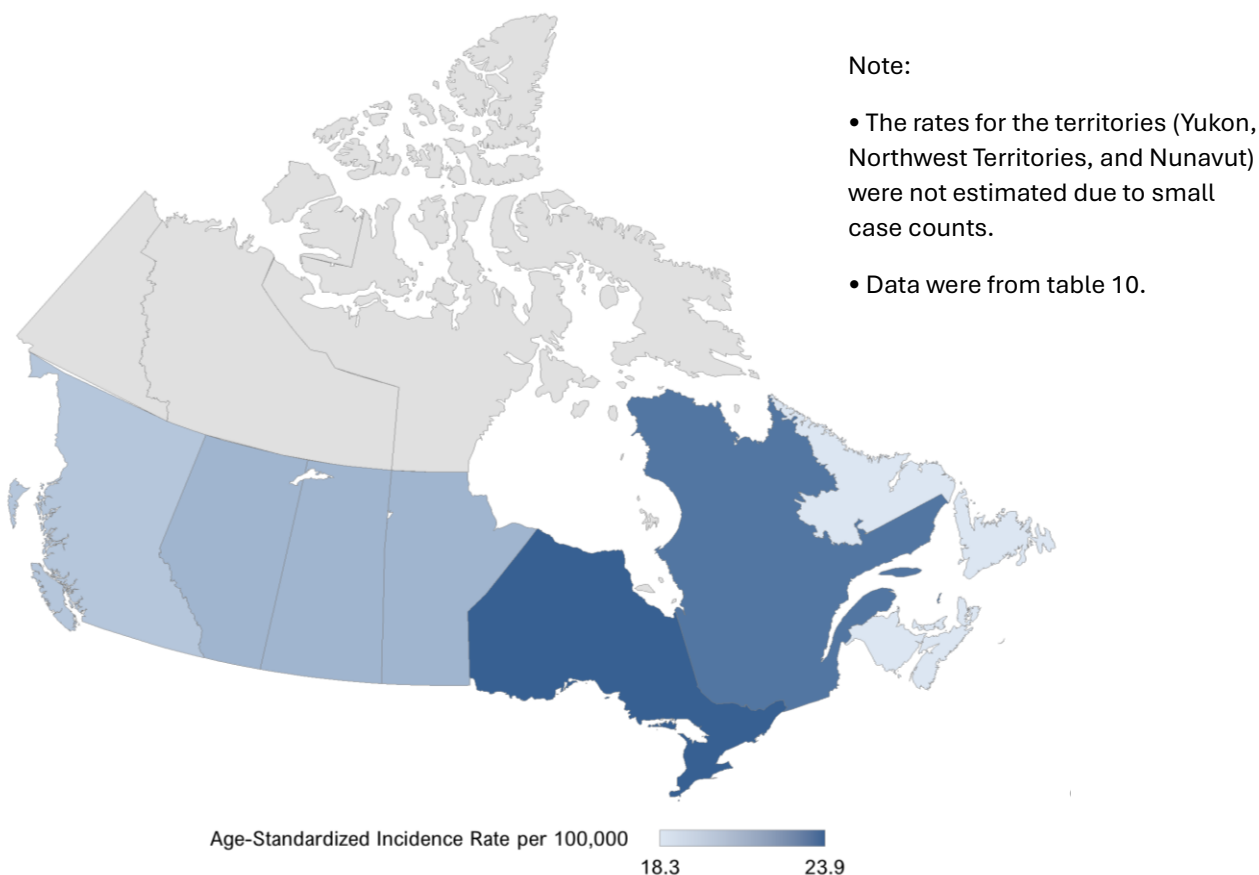 Note:
• The rates for the territories (Yukon,
Northwest Territories, and Nunavut)
were not estimated due to small
case counts.
• Data were from table 10.
Age-Standardized Incidence Rate per 100,000
18.3 23.9